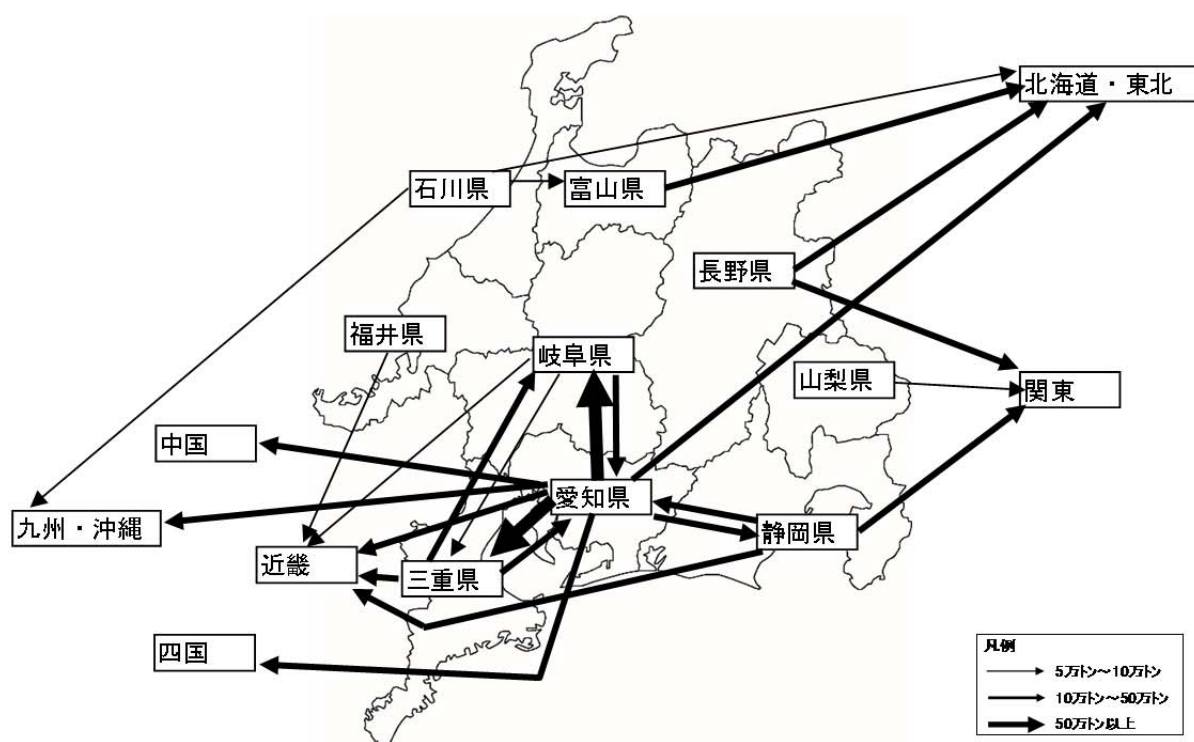 北海道・東北
石川県
富山県
長野県
福井県
岐阜県
山梨県
関東
中国
愛知県
九州・沖縄
静岡県
近畿
三重県
四国
凡例
5万トン～10万トン
10万トン～50万トン
50万トン以上